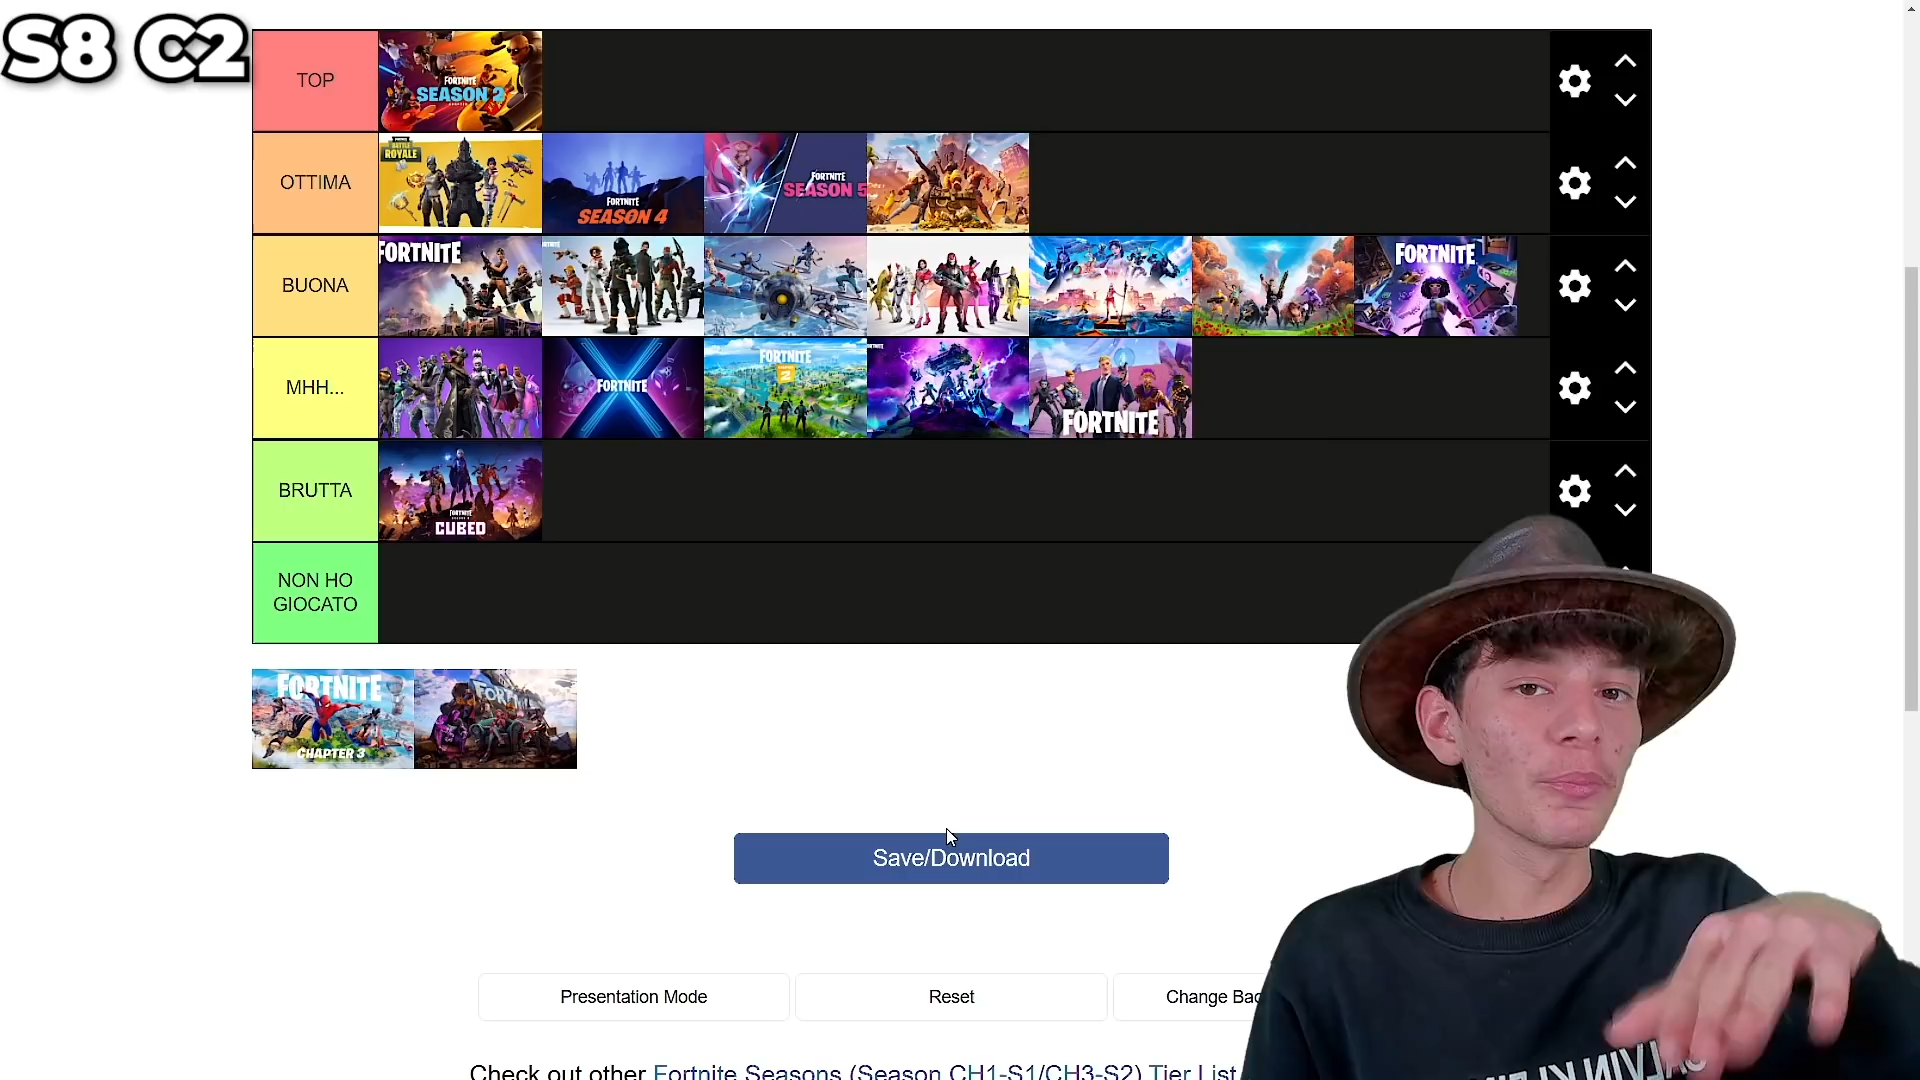 S8 C2
TOP
FORTNITE
SEASON 2
OTTIMA
BATTLE
ROYALE
FORTNITE
SEASON 4
FORTNITE
SEASON 5
BUONA
FORTNITE
FORTNITE
MHH...
FORTNITE
FORTNITE
2
FORTNITE
BRUTTA
FORTNITE
CUBED
NON HO
GIOCATO
FORTNITE
CHAPTER 3
Save/Download
Presentation Mode
Reset
Change Bac
Check out other Fortnite Seasons (Season CH1-S1/CH3-S2) Tier List